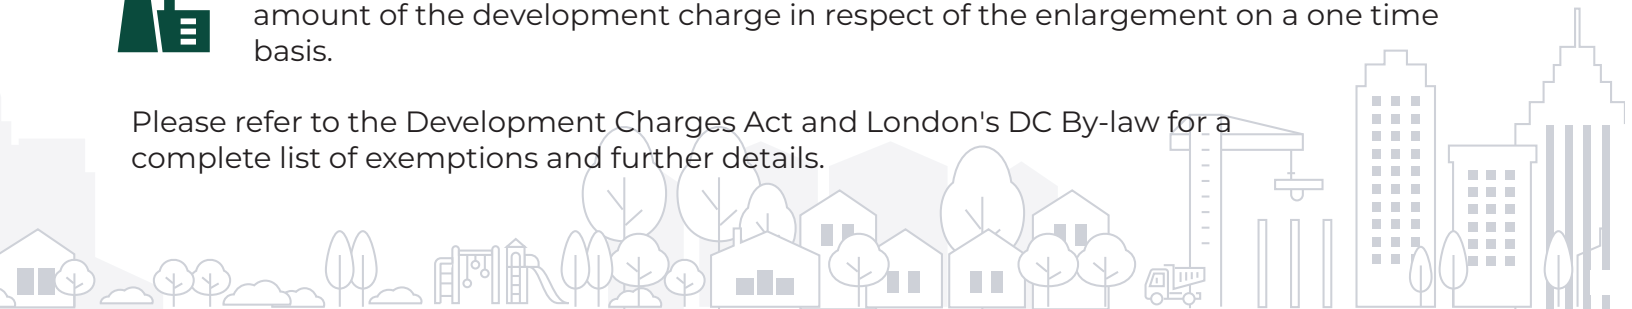 amount of the development charge in respect of the enlargement on a one time
basis.
Please refer to the Development Charges Act and London's DC By-law for a
complete list of exemptions and further details.